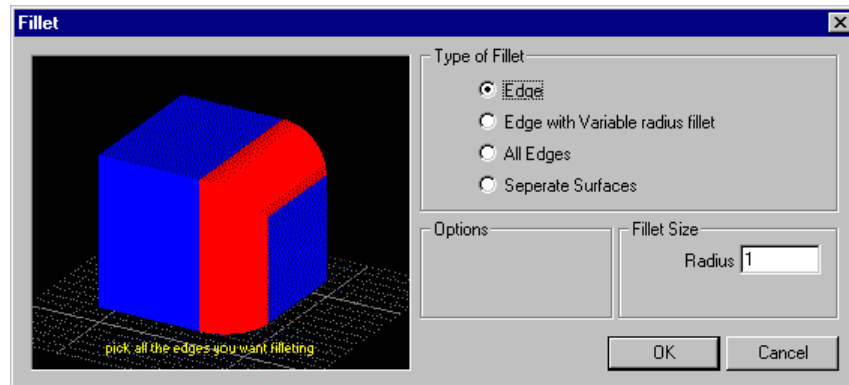 Fillet
Type of Fillet
Edge
Edge with Variable radius fillet
All Edges
Seperate Surfaces
Options
Fillet Size
Radius 1
pick all the edges you want filleting
OK
Cancel